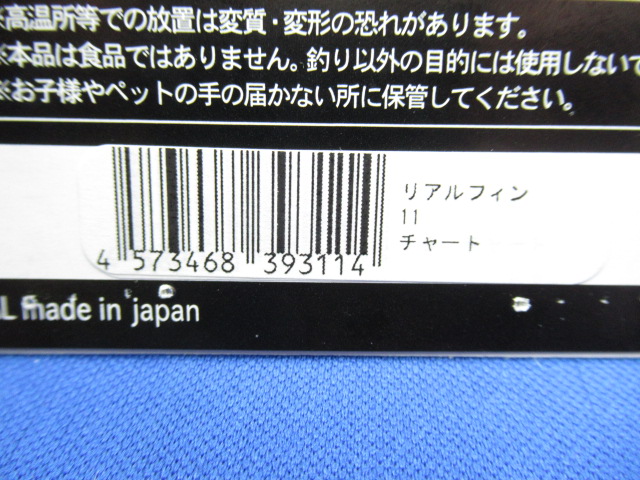 ※高温所等での放置は変質・変形の恐れがあります。
※本品は食品ではありません。釣り以外の目的には使用しないで
※お子様やペットの手の届かない所に保管してください。
リアルフィン
11
チャート
4 573468 393114
made in japan